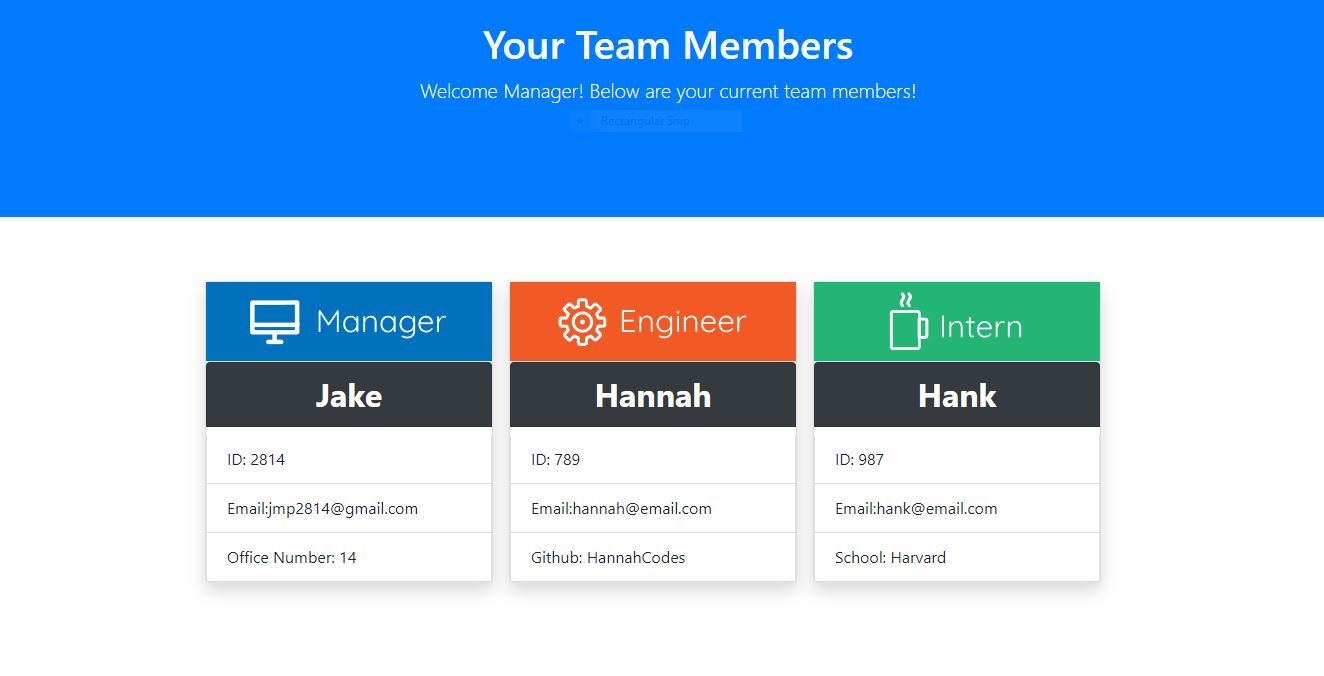 Your Team Members
Welcome Manager! Below are your current team members!
Rectangular Snip
Manager
Engineer
Intern
Jake
Hannah
Hank
ID: 2814
ID: 789
ID: 987
Email:jmp2814@gmail.com
Email:hannah@email.com
Email:hank@email.com
Office Number: 14
Github: HannahCodes
School: Harvard